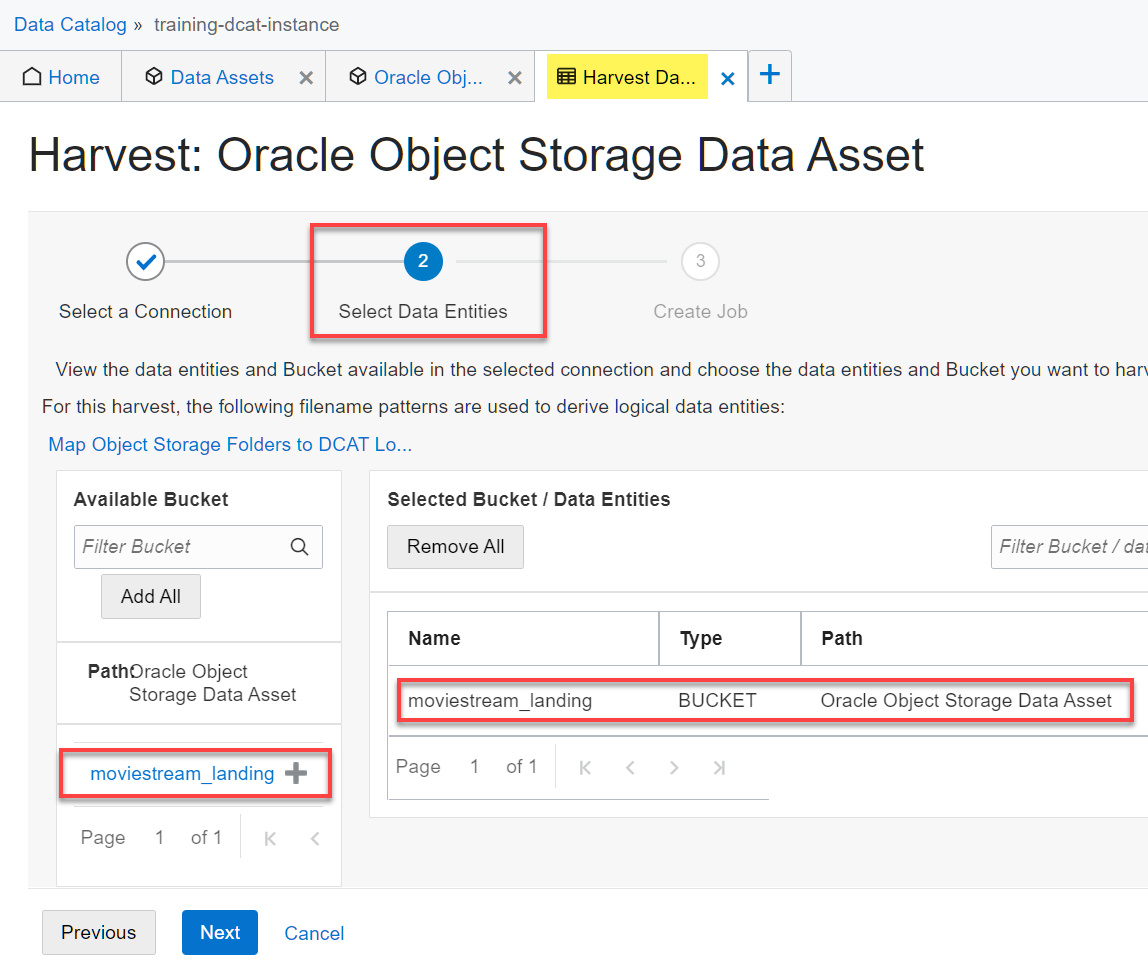 Data Catalog » training-dcat-instance
Home
Data Assets
Oracle Obj...
Harvest Da...
Harvest: Oracle Object Storage Data Asset
2
3
Select a Connection
Select Data Entities
Create Job
View the data entities and Bucket available in the selected connection and choose the data entities and Bucket you want to harv
For this harvest, the following filename patterns are used to derive logical data entities:
Map Object Storage Folders to DCAT Lo...
Available Bucket
Filter Bucket
Add All
Path: Oracle Object
Storage Data Asset
moviestream_landing
Page 1 of 1
Selected Bucket / Data Entities
Remove All
Filter Bucket / dat
Name Type Path
moviestream_landing BUCKET Oracle Object Storage Data Asset
Page 1 of 1
Previous
Next
Cancel